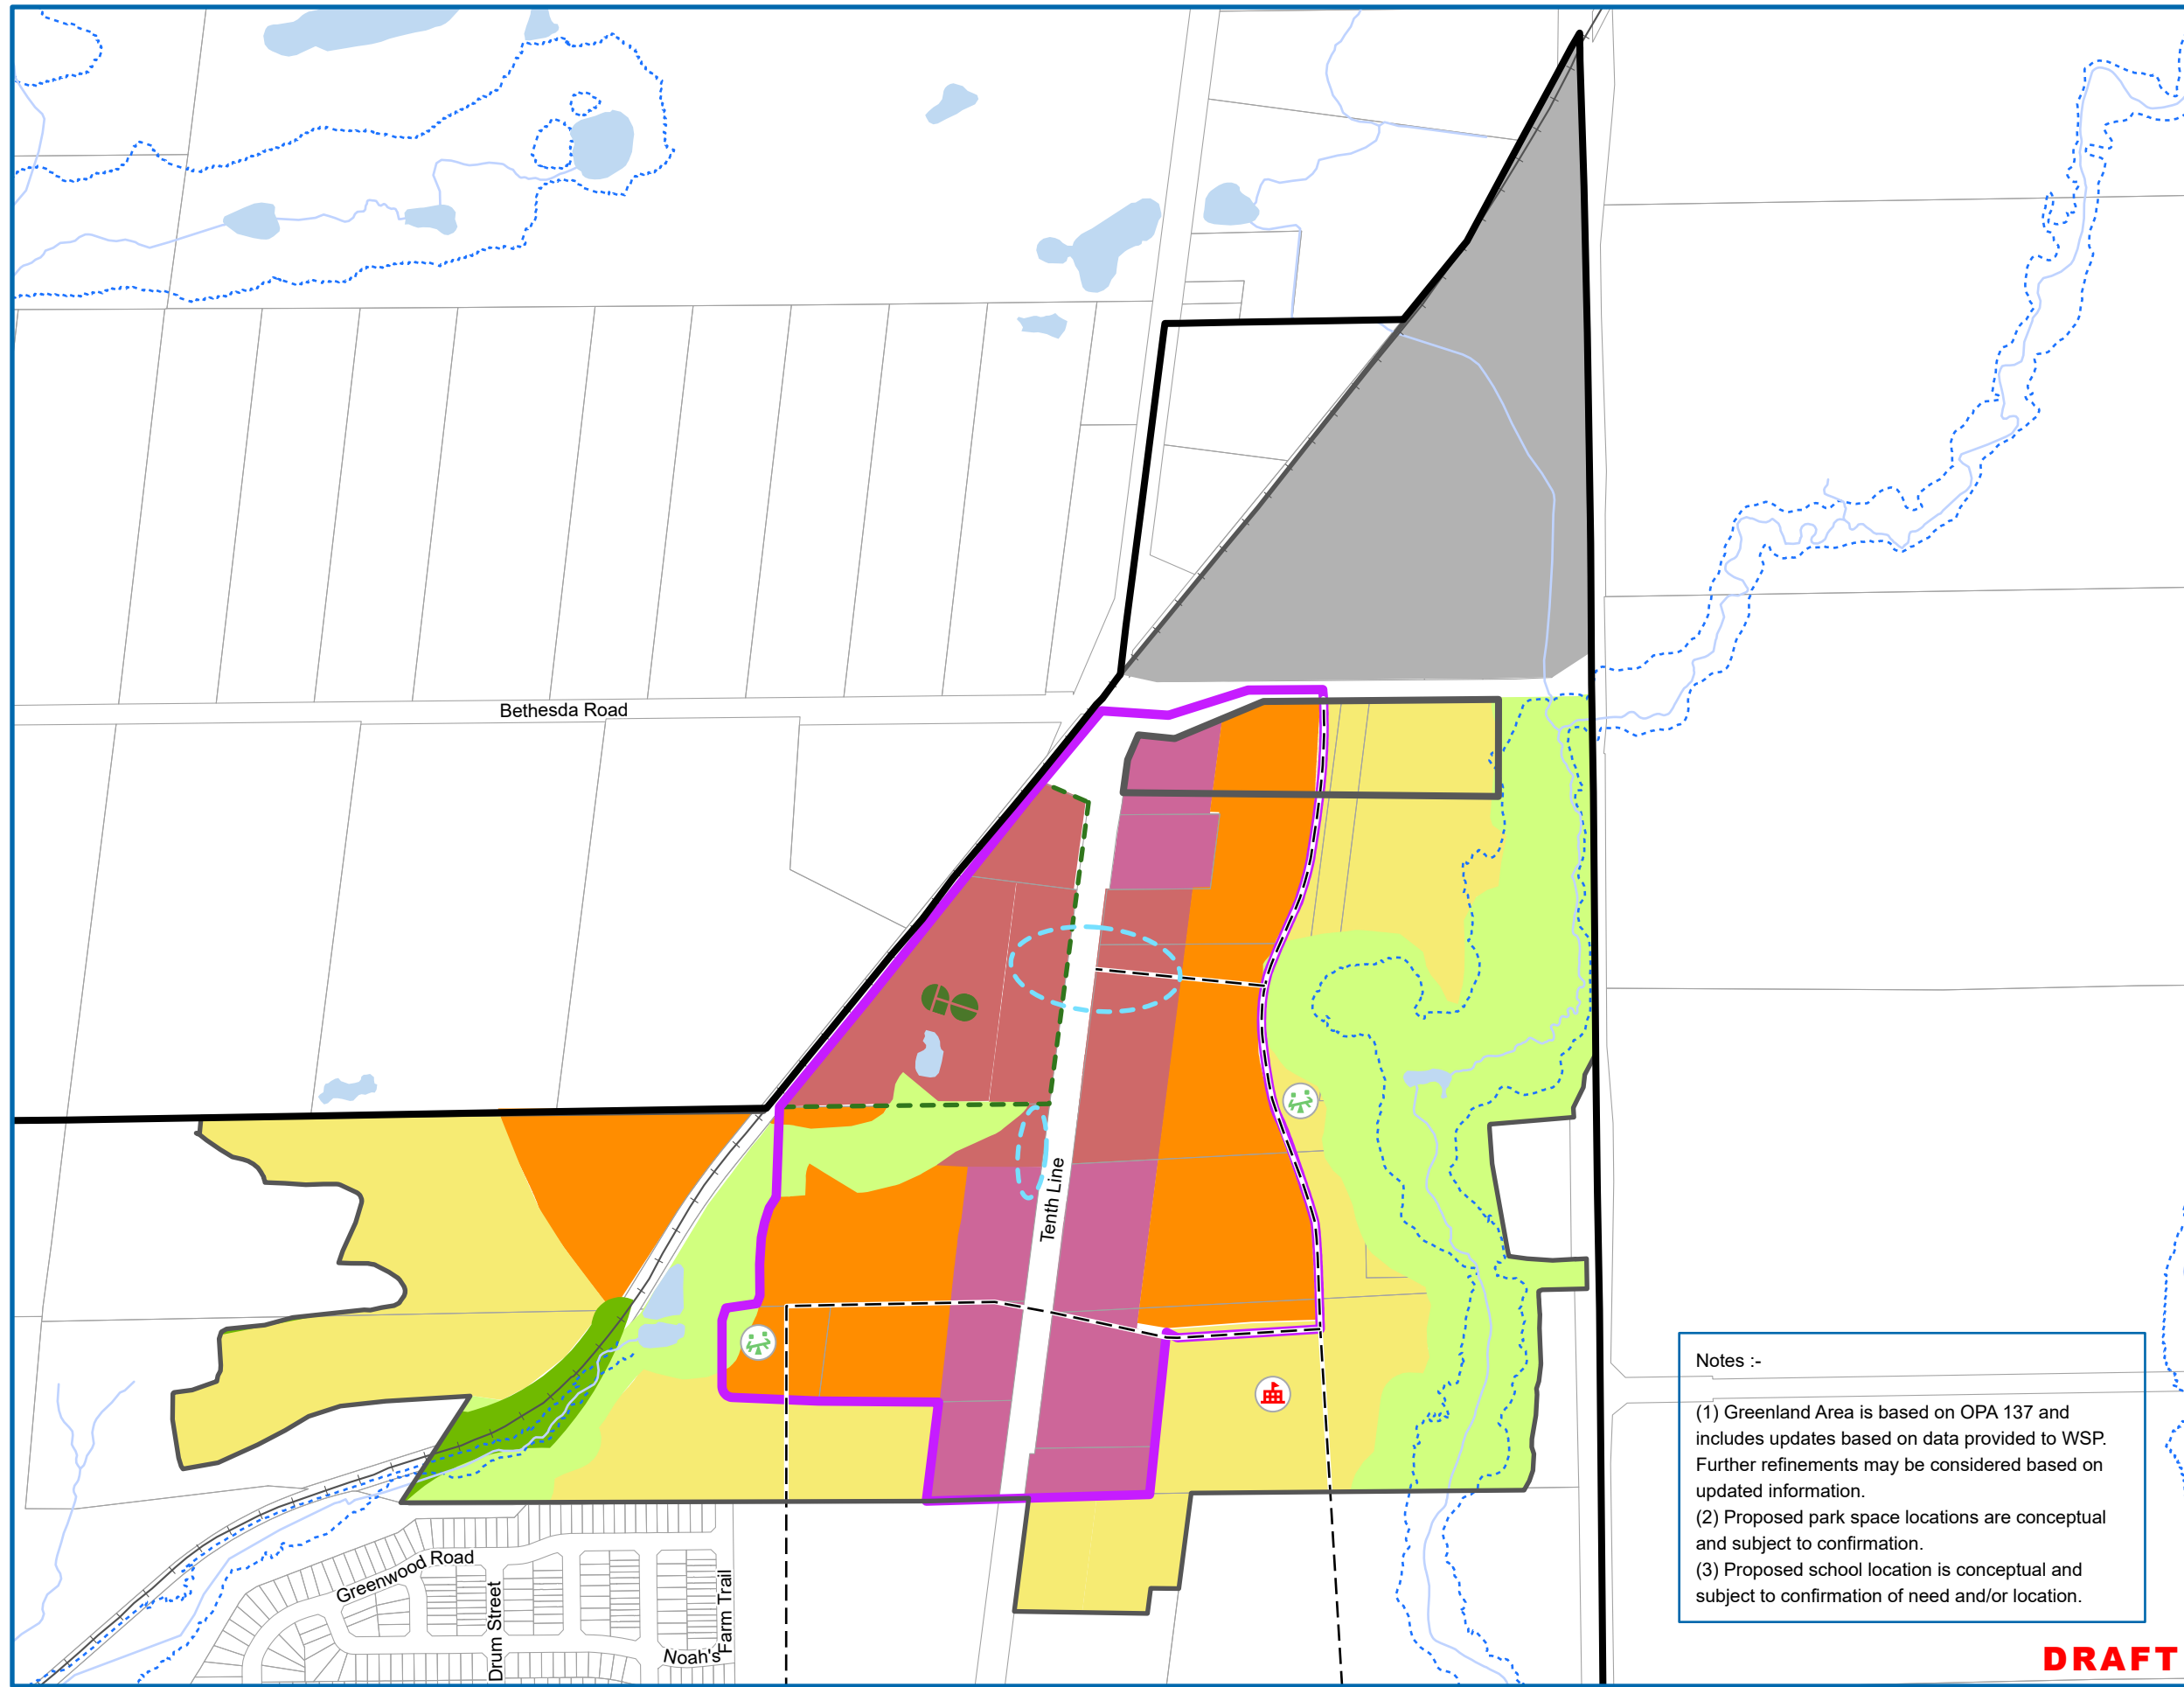 Bethesda Road
Tenth Line
Notes :-
(1) Greenland Area is based on OPA 137 and
includes updates based on data provided to WSP.
Further refinements may be considered based on
updated information.
(2) Proposed park space locations are conceptual
and subject to confirmation.
(3) Proposed school location is conceptual and
subject to confirmation of need and/or location.
Greenwood Road
Drum Street
Noah's
Farm Trail
DRAFT